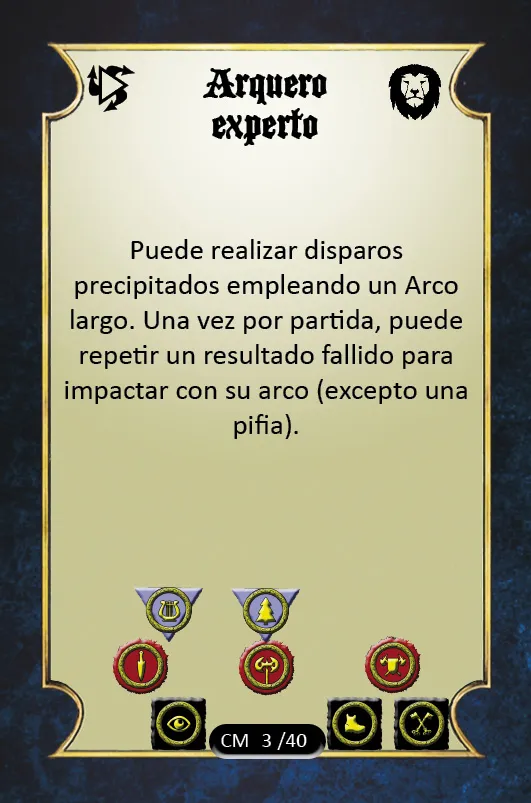 Arquero
experto
Puede realizar disparos
precipitados empleando un Arco
largo. Una vez por partida, puede
repetir un resultado fallido para
impactar con su arco (excepto una
pifia).
CM 3 /40